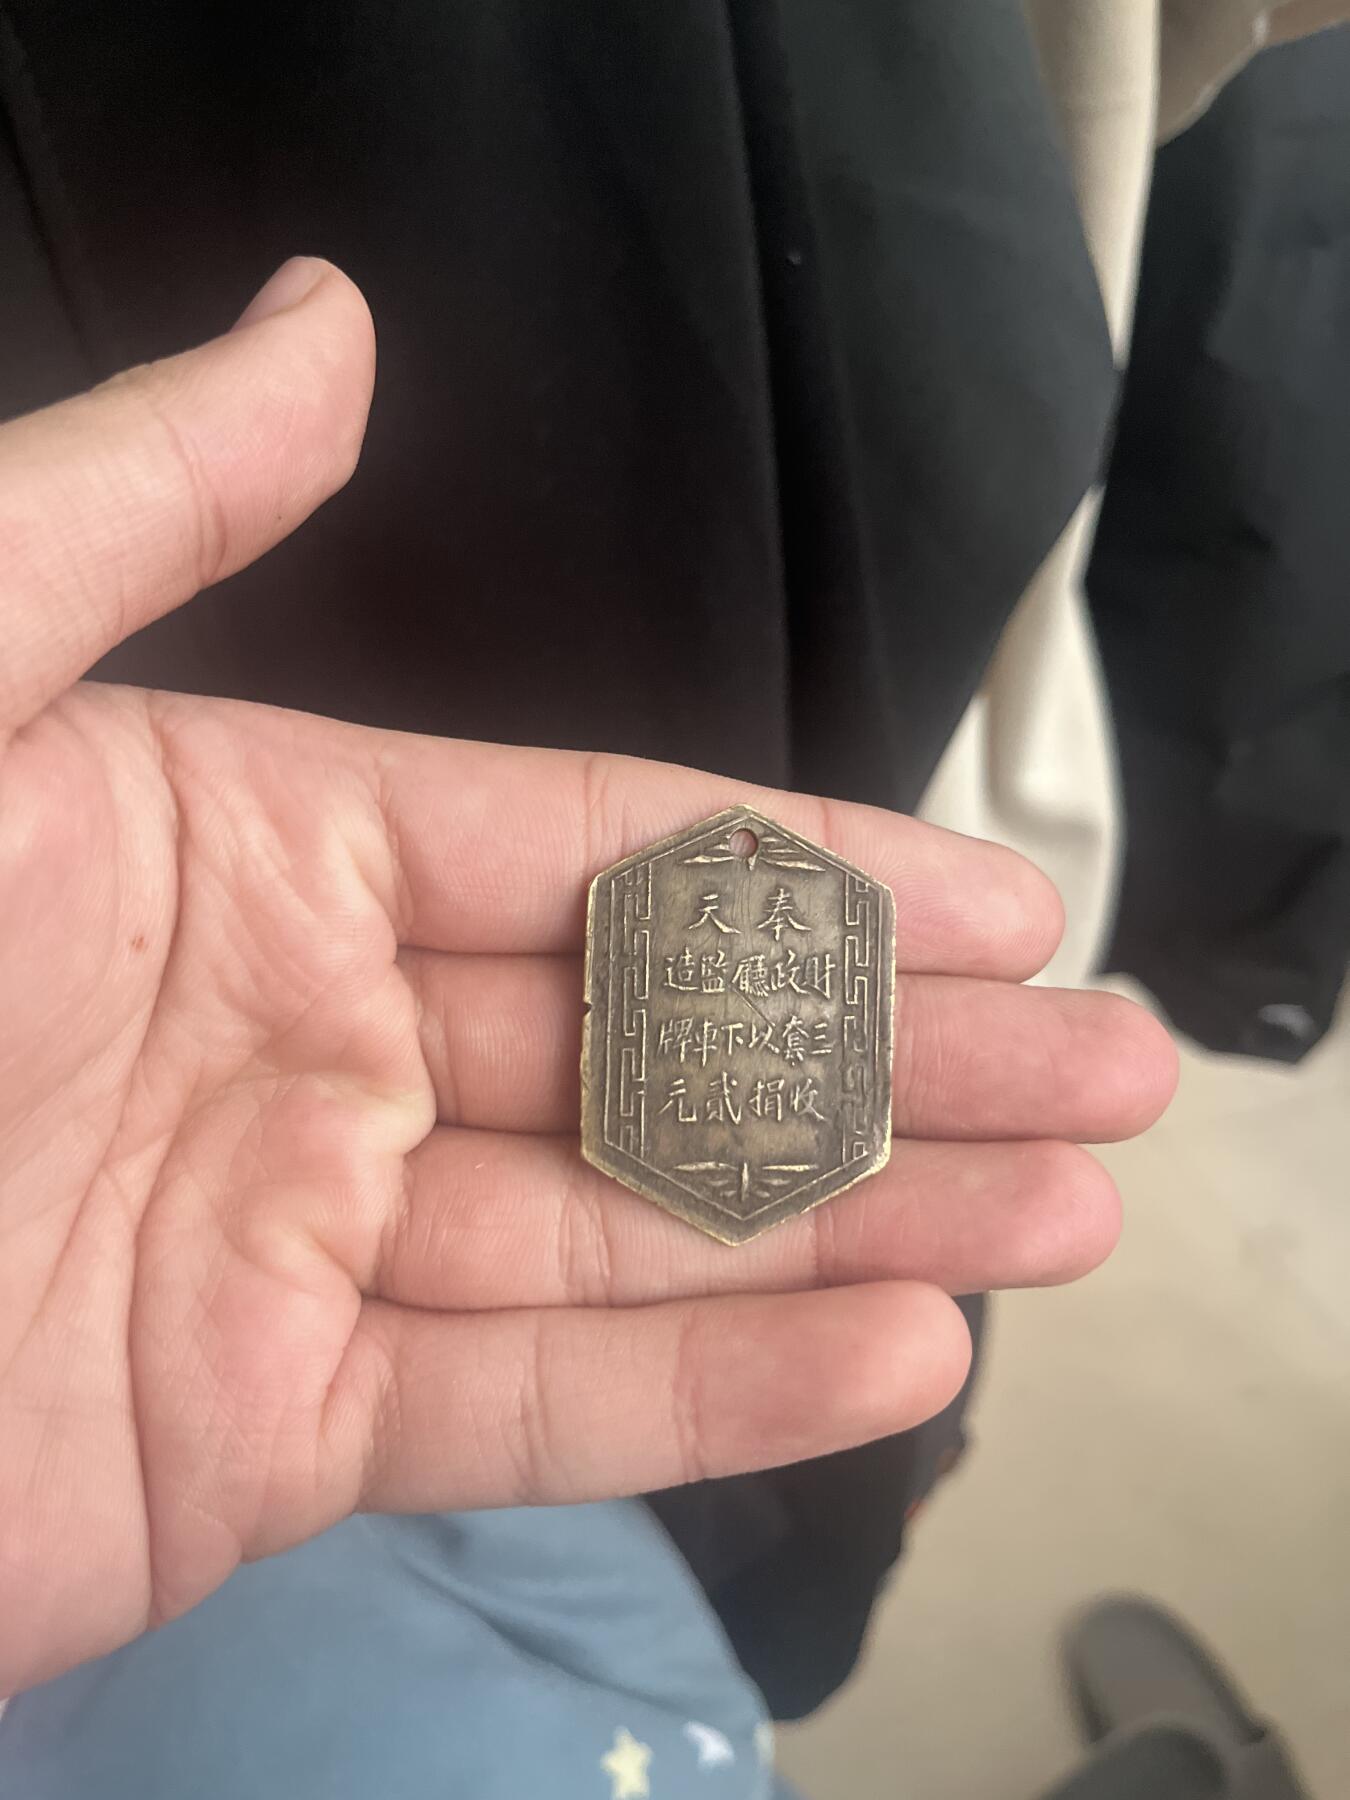 奉天
財政廳監造
三套以下車牌
收捐貳元